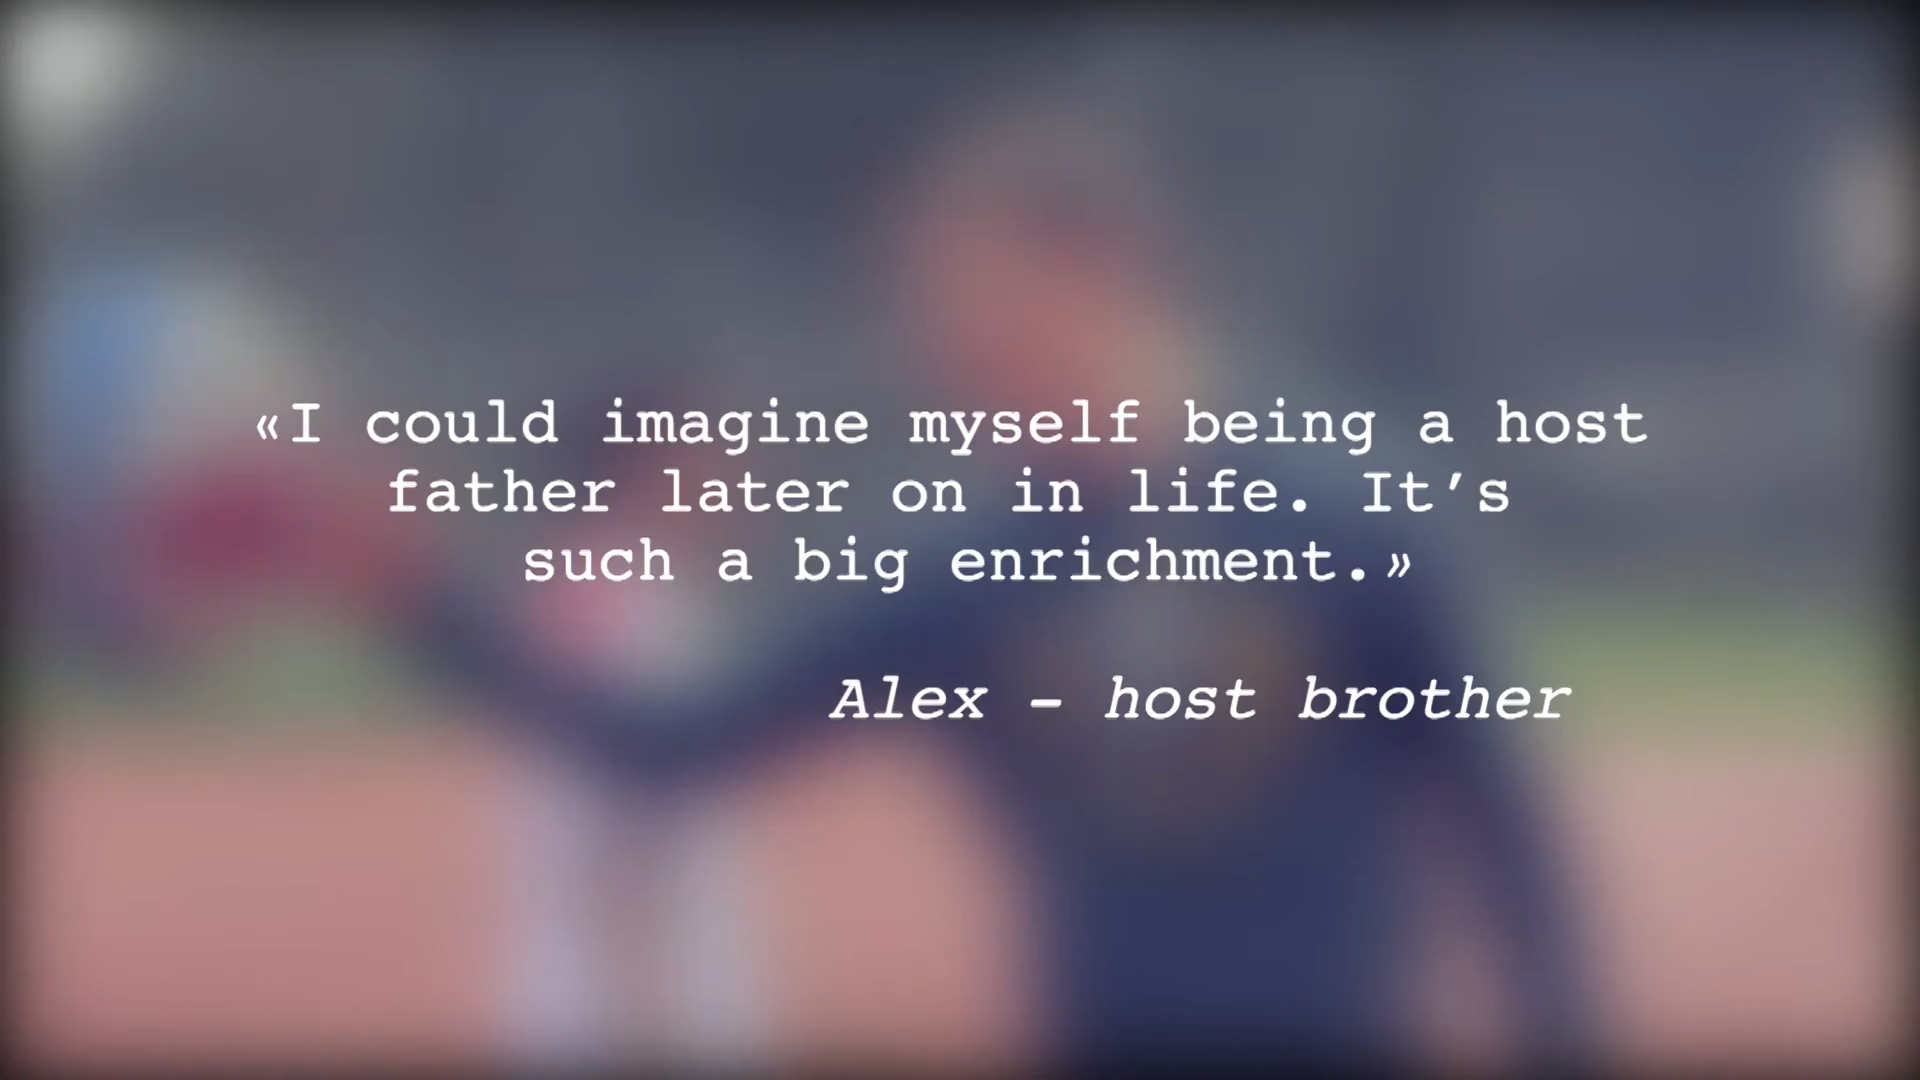 «I could imagine myself being a host
father later on in life. It’s
such a big enrichment.»
Alex – host brother